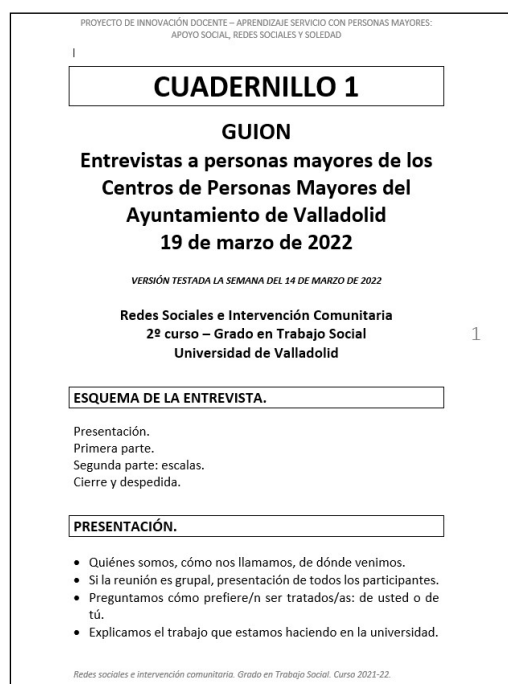 PROYECTO DE INNOVACIÓN DOCENTE – APRENDIZAJE SERVICIO CON PERSONAS MAYORES:
APOYO SOCIAL, REDES SOCIALES Y SOLEDAD
CUADERNILLO 1
GUION
Entrevistas a personas mayores de los
Centros de Personas Mayores del
Ayuntamiento de Valladolid
19 de marzo de 2022
VERSIÓN TESTADA LA SEMANA DEL 14 DE MARZO DE 2022
Redes Sociales e Intervención Comunitaria
2º curso – Grado en Trabajo Social
Universidad de Valladolid
1
ESQUEMA DE LA ENTREVISTA.
Presentación.
Primera parte.
Segunda parte: escalas.
Cierre y despedida.
PRESENTACIÓN.
• Quiénes somos, cómo nos llamamos, de dónde venimos.
• Si la reunión es grupal, presentación de todos los participantes.
• Preguntamos cómo prefiere/n ser tratados/as: de usted o de
tú.
• Explicamos el trabajo que estamos haciendo en la universidad.
Redes sociales e intervención comunitaria. Grado en Trabajo Social. Curso 2021-22.